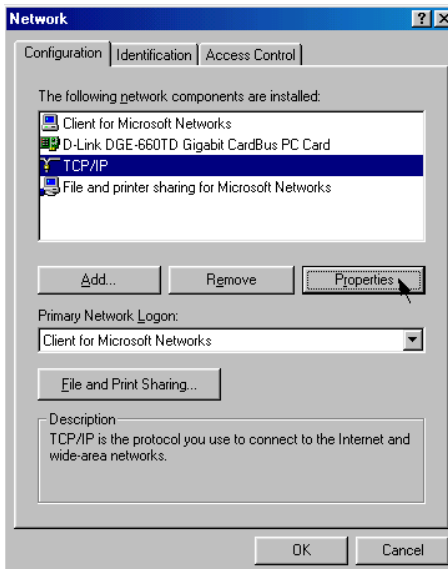 Network
Configuration Identification Access Control
The following network components are installed:
Client for Microsoft Networks
D-Link DGE-660TD Gigabit CardBus PC Card
TCP/IP
File and printer sharing for Microsoft Networks
Add... Remove Properties
Primary Network Logon:
Client for Microsoft Networks
File and Print Sharing...
Description
TCP/IP is the protocol you use to connect to the Internet and
wide-area networks.
OK Cancel